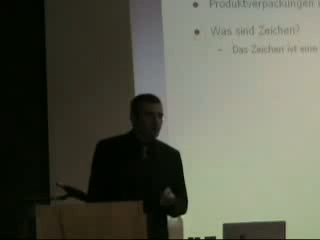 • Produktverpackungen
• Was sind Zeichen?
- Das Zeichen ist eine